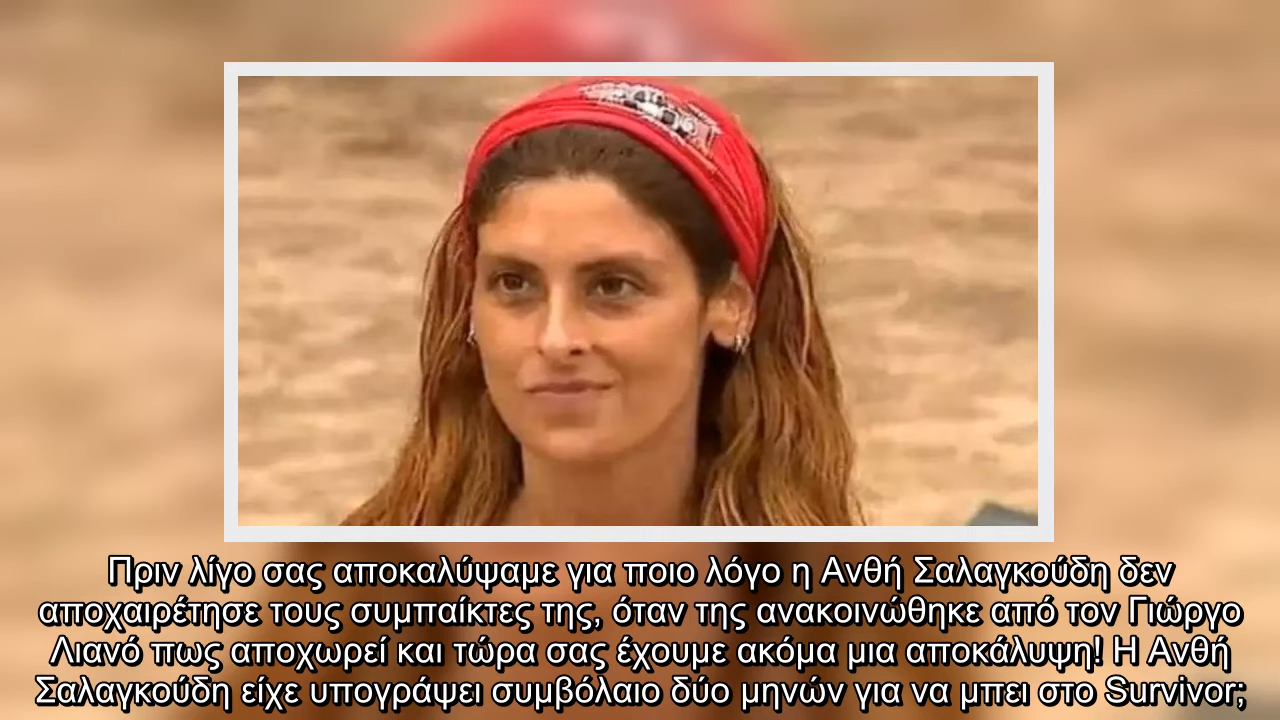 Πριν λίγο σας αποκαλύψαμε για ποιο λόγο η Ανθή Σαλαγκούδη δεν
αποχαιρέτησε τους συμπαίκτες της, όταν της ανακοινώθηκε από τον Γιώργο
Λιανό πως αποχωρεί και τώρα σας έχουμε ακόμα μια αποκάλυψη! Η Ανθή
Σαλαγκούδη είχε υπογράψει συμβόλαιο δύο μηνών για να μπει στο Survivor;